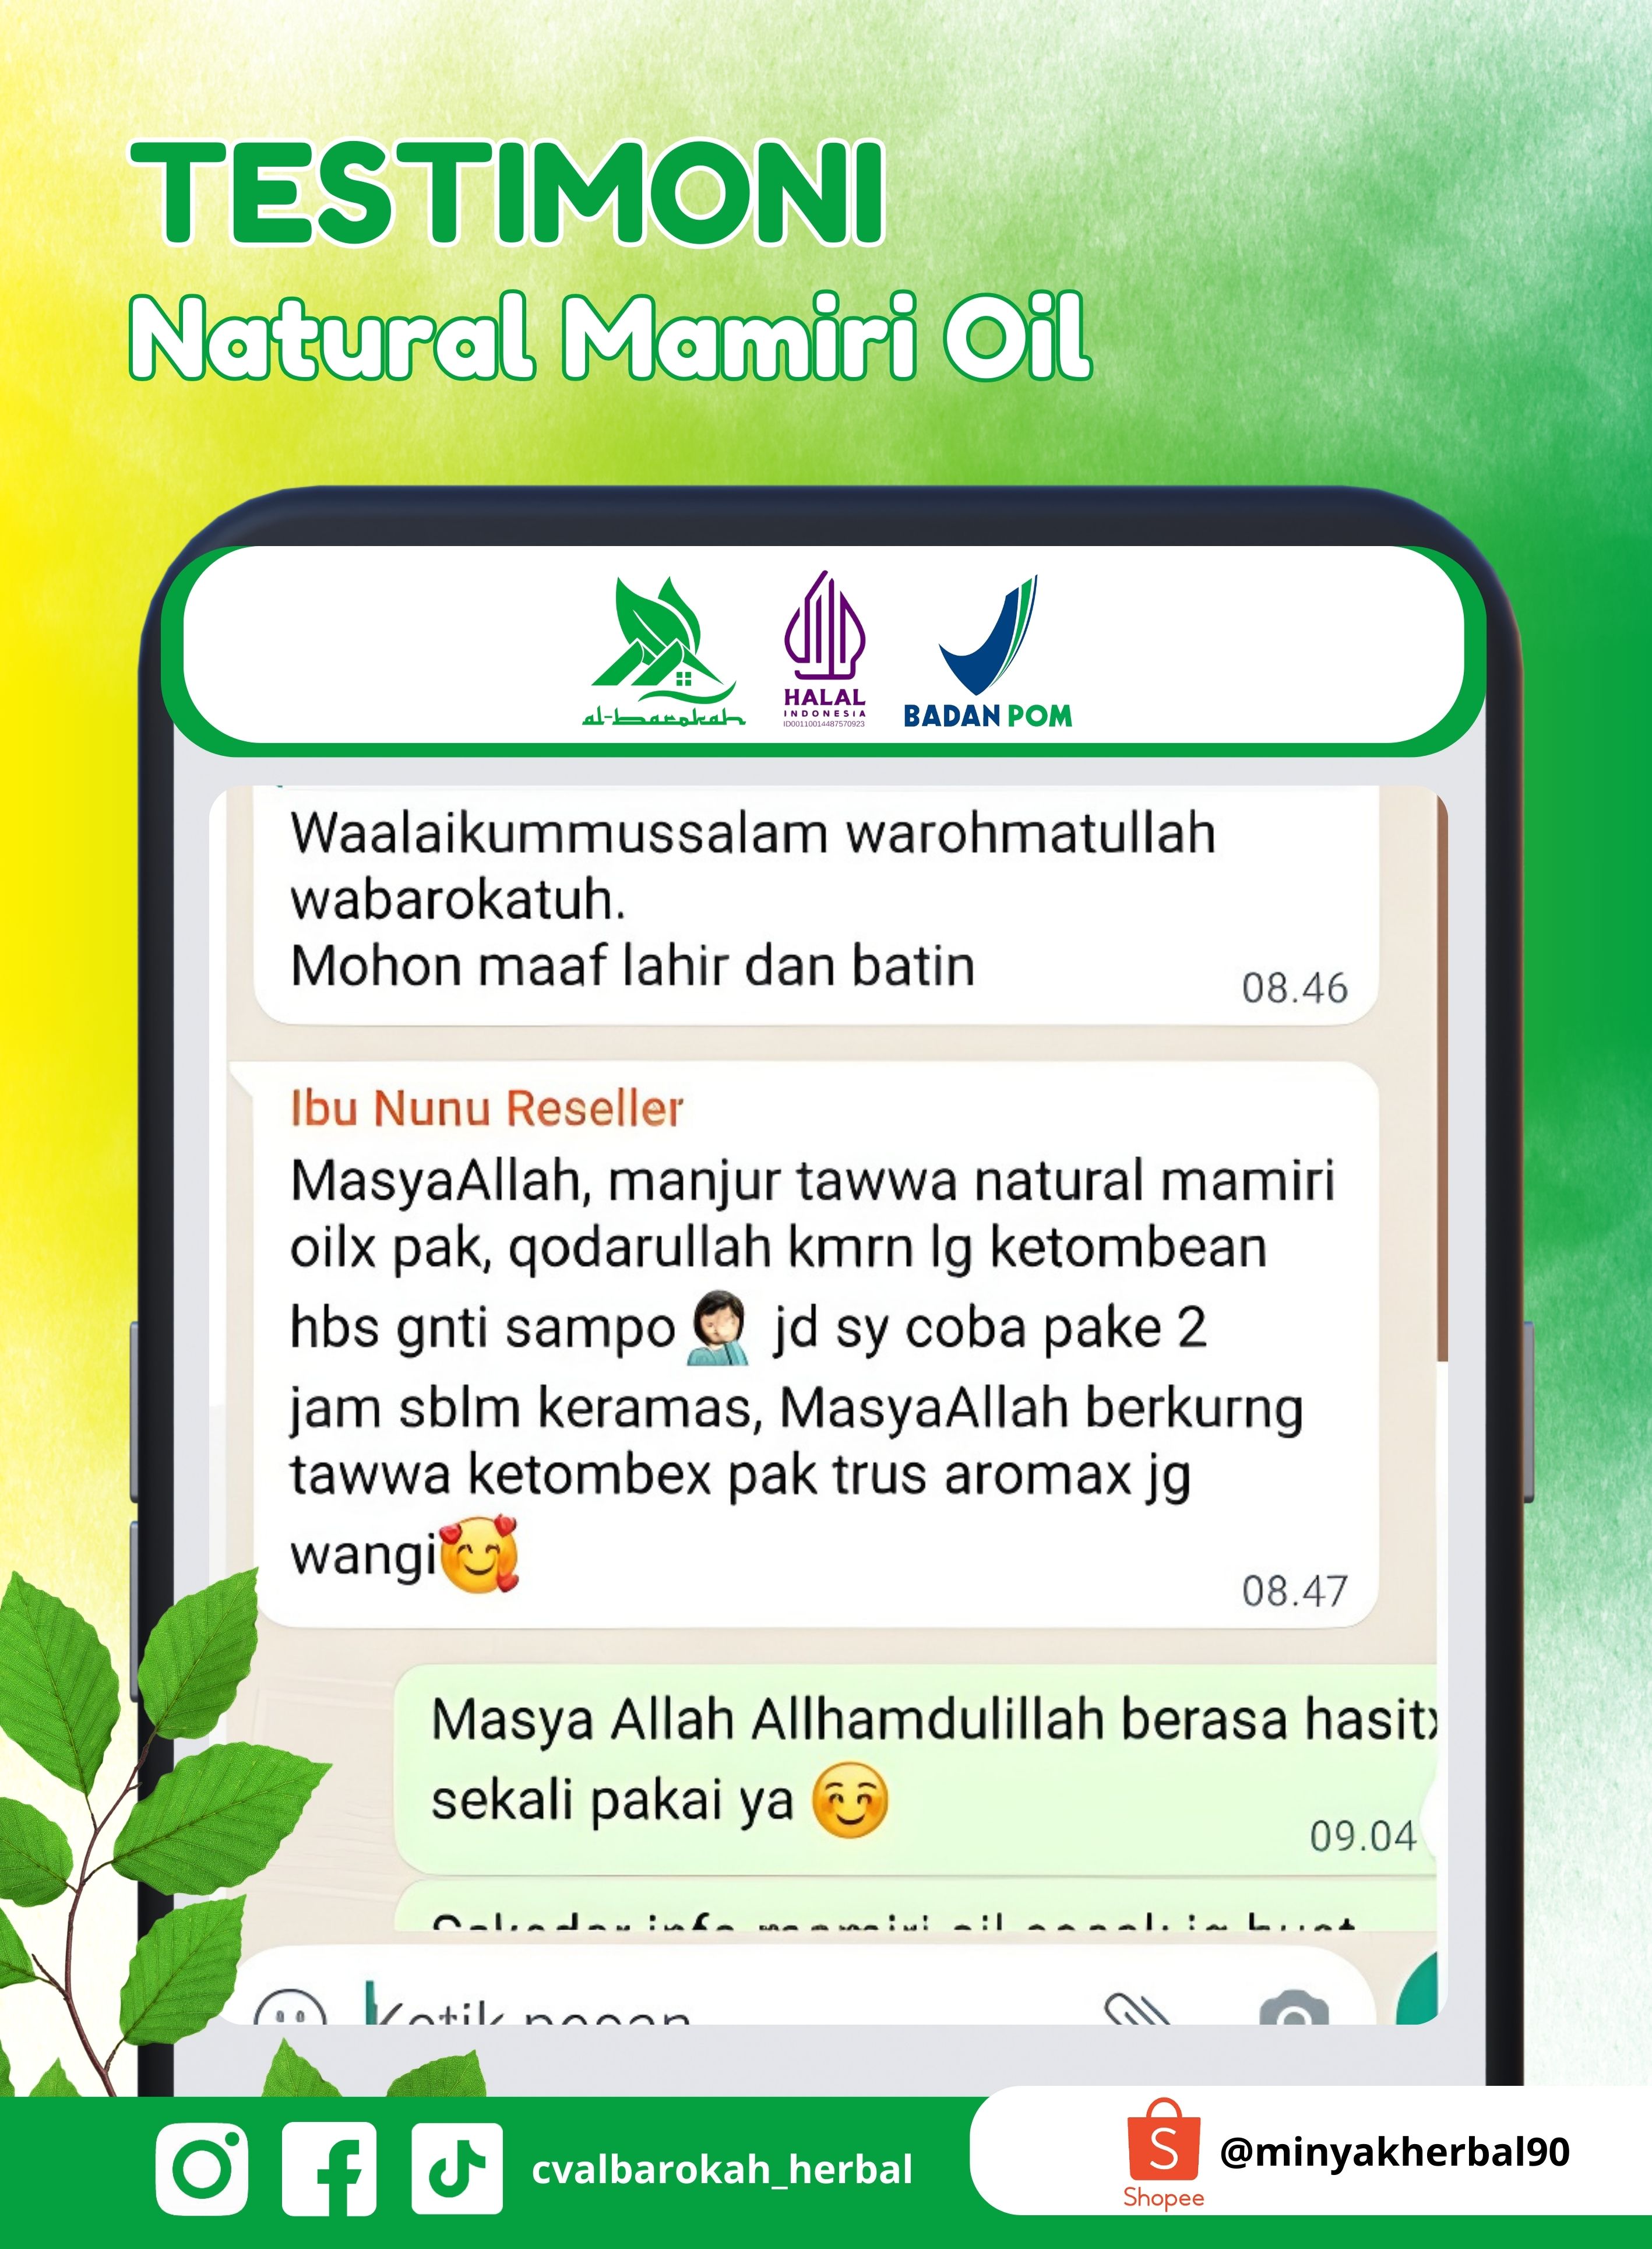 TESTIMONI
Natural Mamiri Oil
al-barokah
HALAL
INDONESIA
ID00110014487570923
BADAN POM
Waalaikummussalam warohmatullah
wabarokatuh.
Mohon maaf lahir dan batin
08.46
Ibu Nunu Reseller
MasyaAllah, manjur tawwa natural mamiri
oilx pak, qodarullah kmrn lg ketombean
hbs gnti sampo🤦🏻‍♀️ jd sy coba pake 2
jam sblm keramas, MasyaAllah berkurng
tawwa ketombex pak trus aromax jg
wangi🥰
08.47
Masya Allah Allhamdulillah berasa hasitx
sekali pakai ya 😊
09.04
Ketik pesan
cvalbarokah_herbal
Shopee
@minyakherbal90